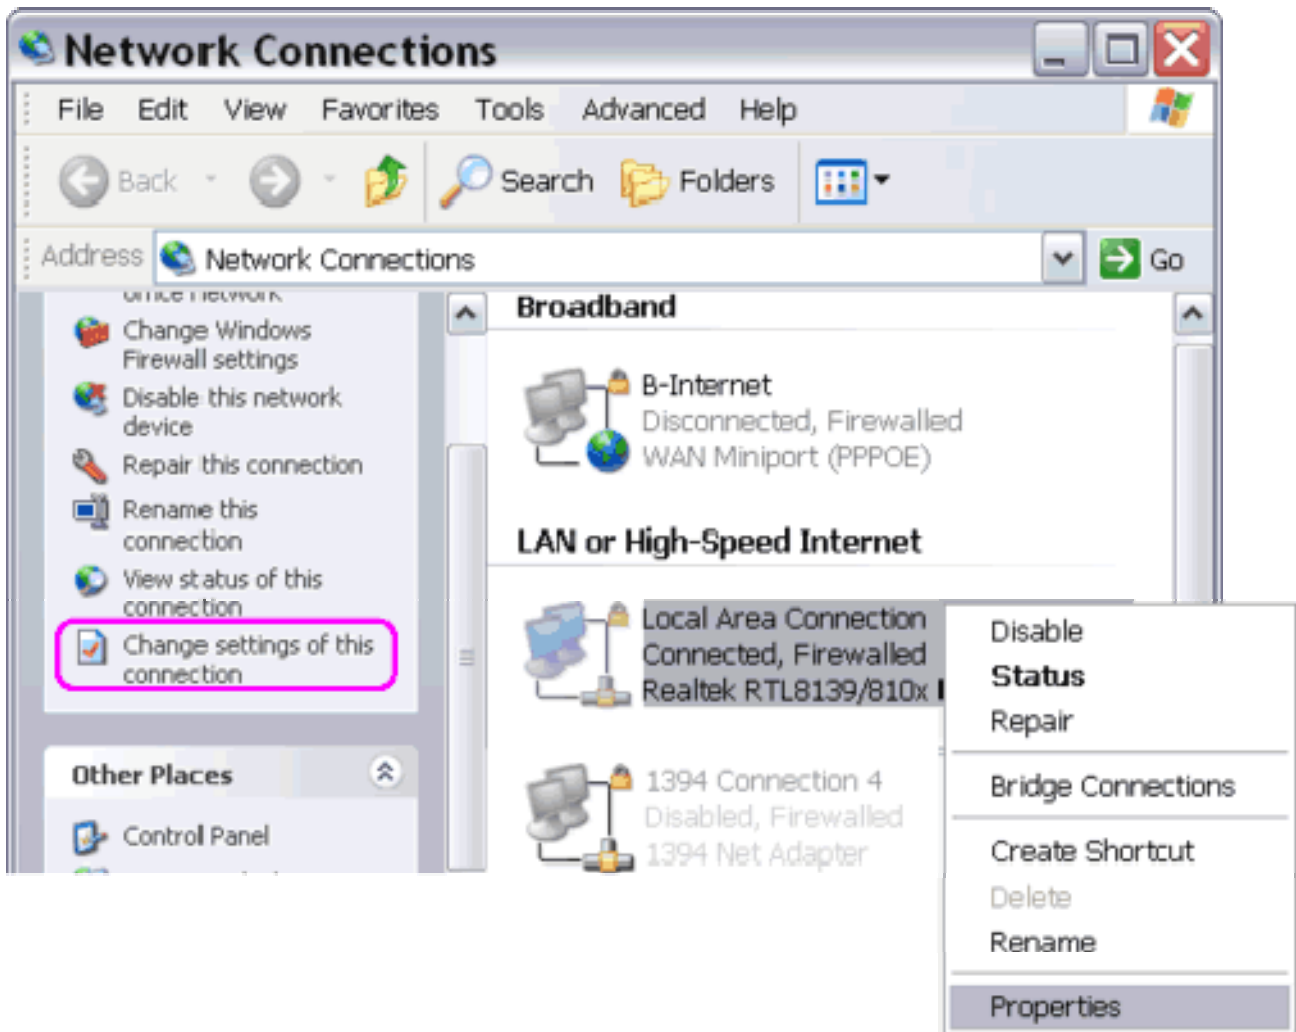 Network Connections
File Edit View Favorites Tools Advanced Help
Back Search Folders
Address Network Connections Go
office network
Change Windows
Firewall settings
Disable this network
device
Repair this connection
Rename this
connection
View status of this
connection
Change settings of this
connection
Other Places
Control Panel
Broadband
B-Internet
Disconnected, Firewalled
WAN Miniport (PPPOE)
LAN or High-Speed Internet
Local Area Connection
Connected, Firewalled
Realtek RTL8139/810x
1394 Connection 4
Disabled, Firewalled
1394 Net Adapter
Disable
Status
Repair
Bridge Connections
Create Shortcut
Delete
Rename
Properties